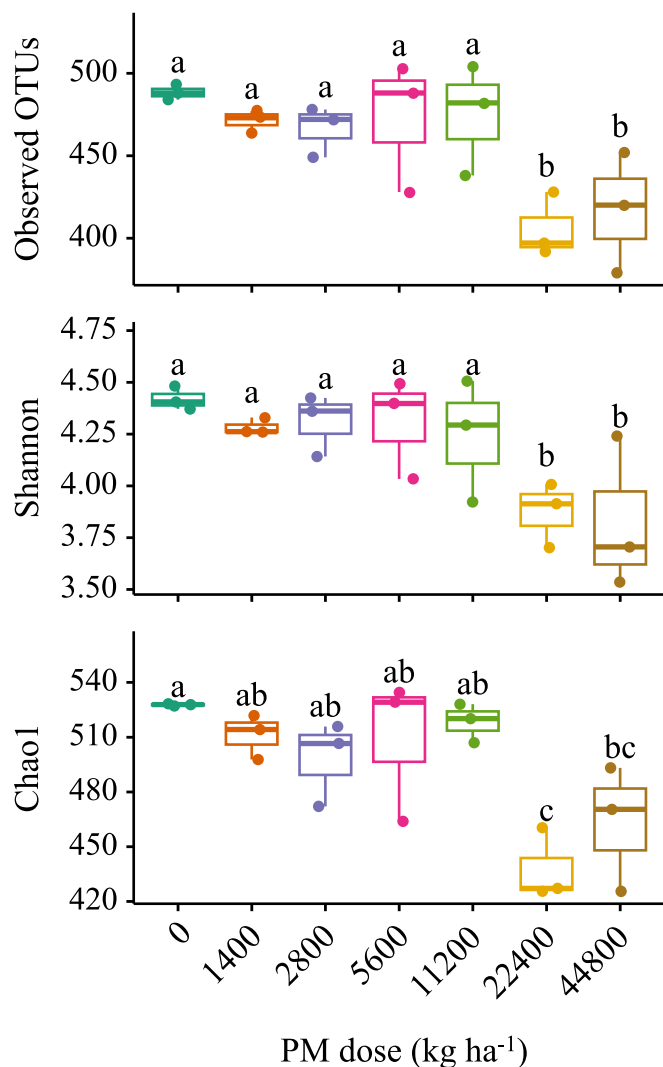 Observed OTUs
500
450
400
a a a a a b b
Shannon
4.75
4.50
4.25
4.00
3.75
3.50
a a a a a b b
Chao1
540
510
480
450
420
a ab ab ab ab c bc
0 1400 2800 5600 11200 22400 44800
PM dose (kg ha⁻¹)